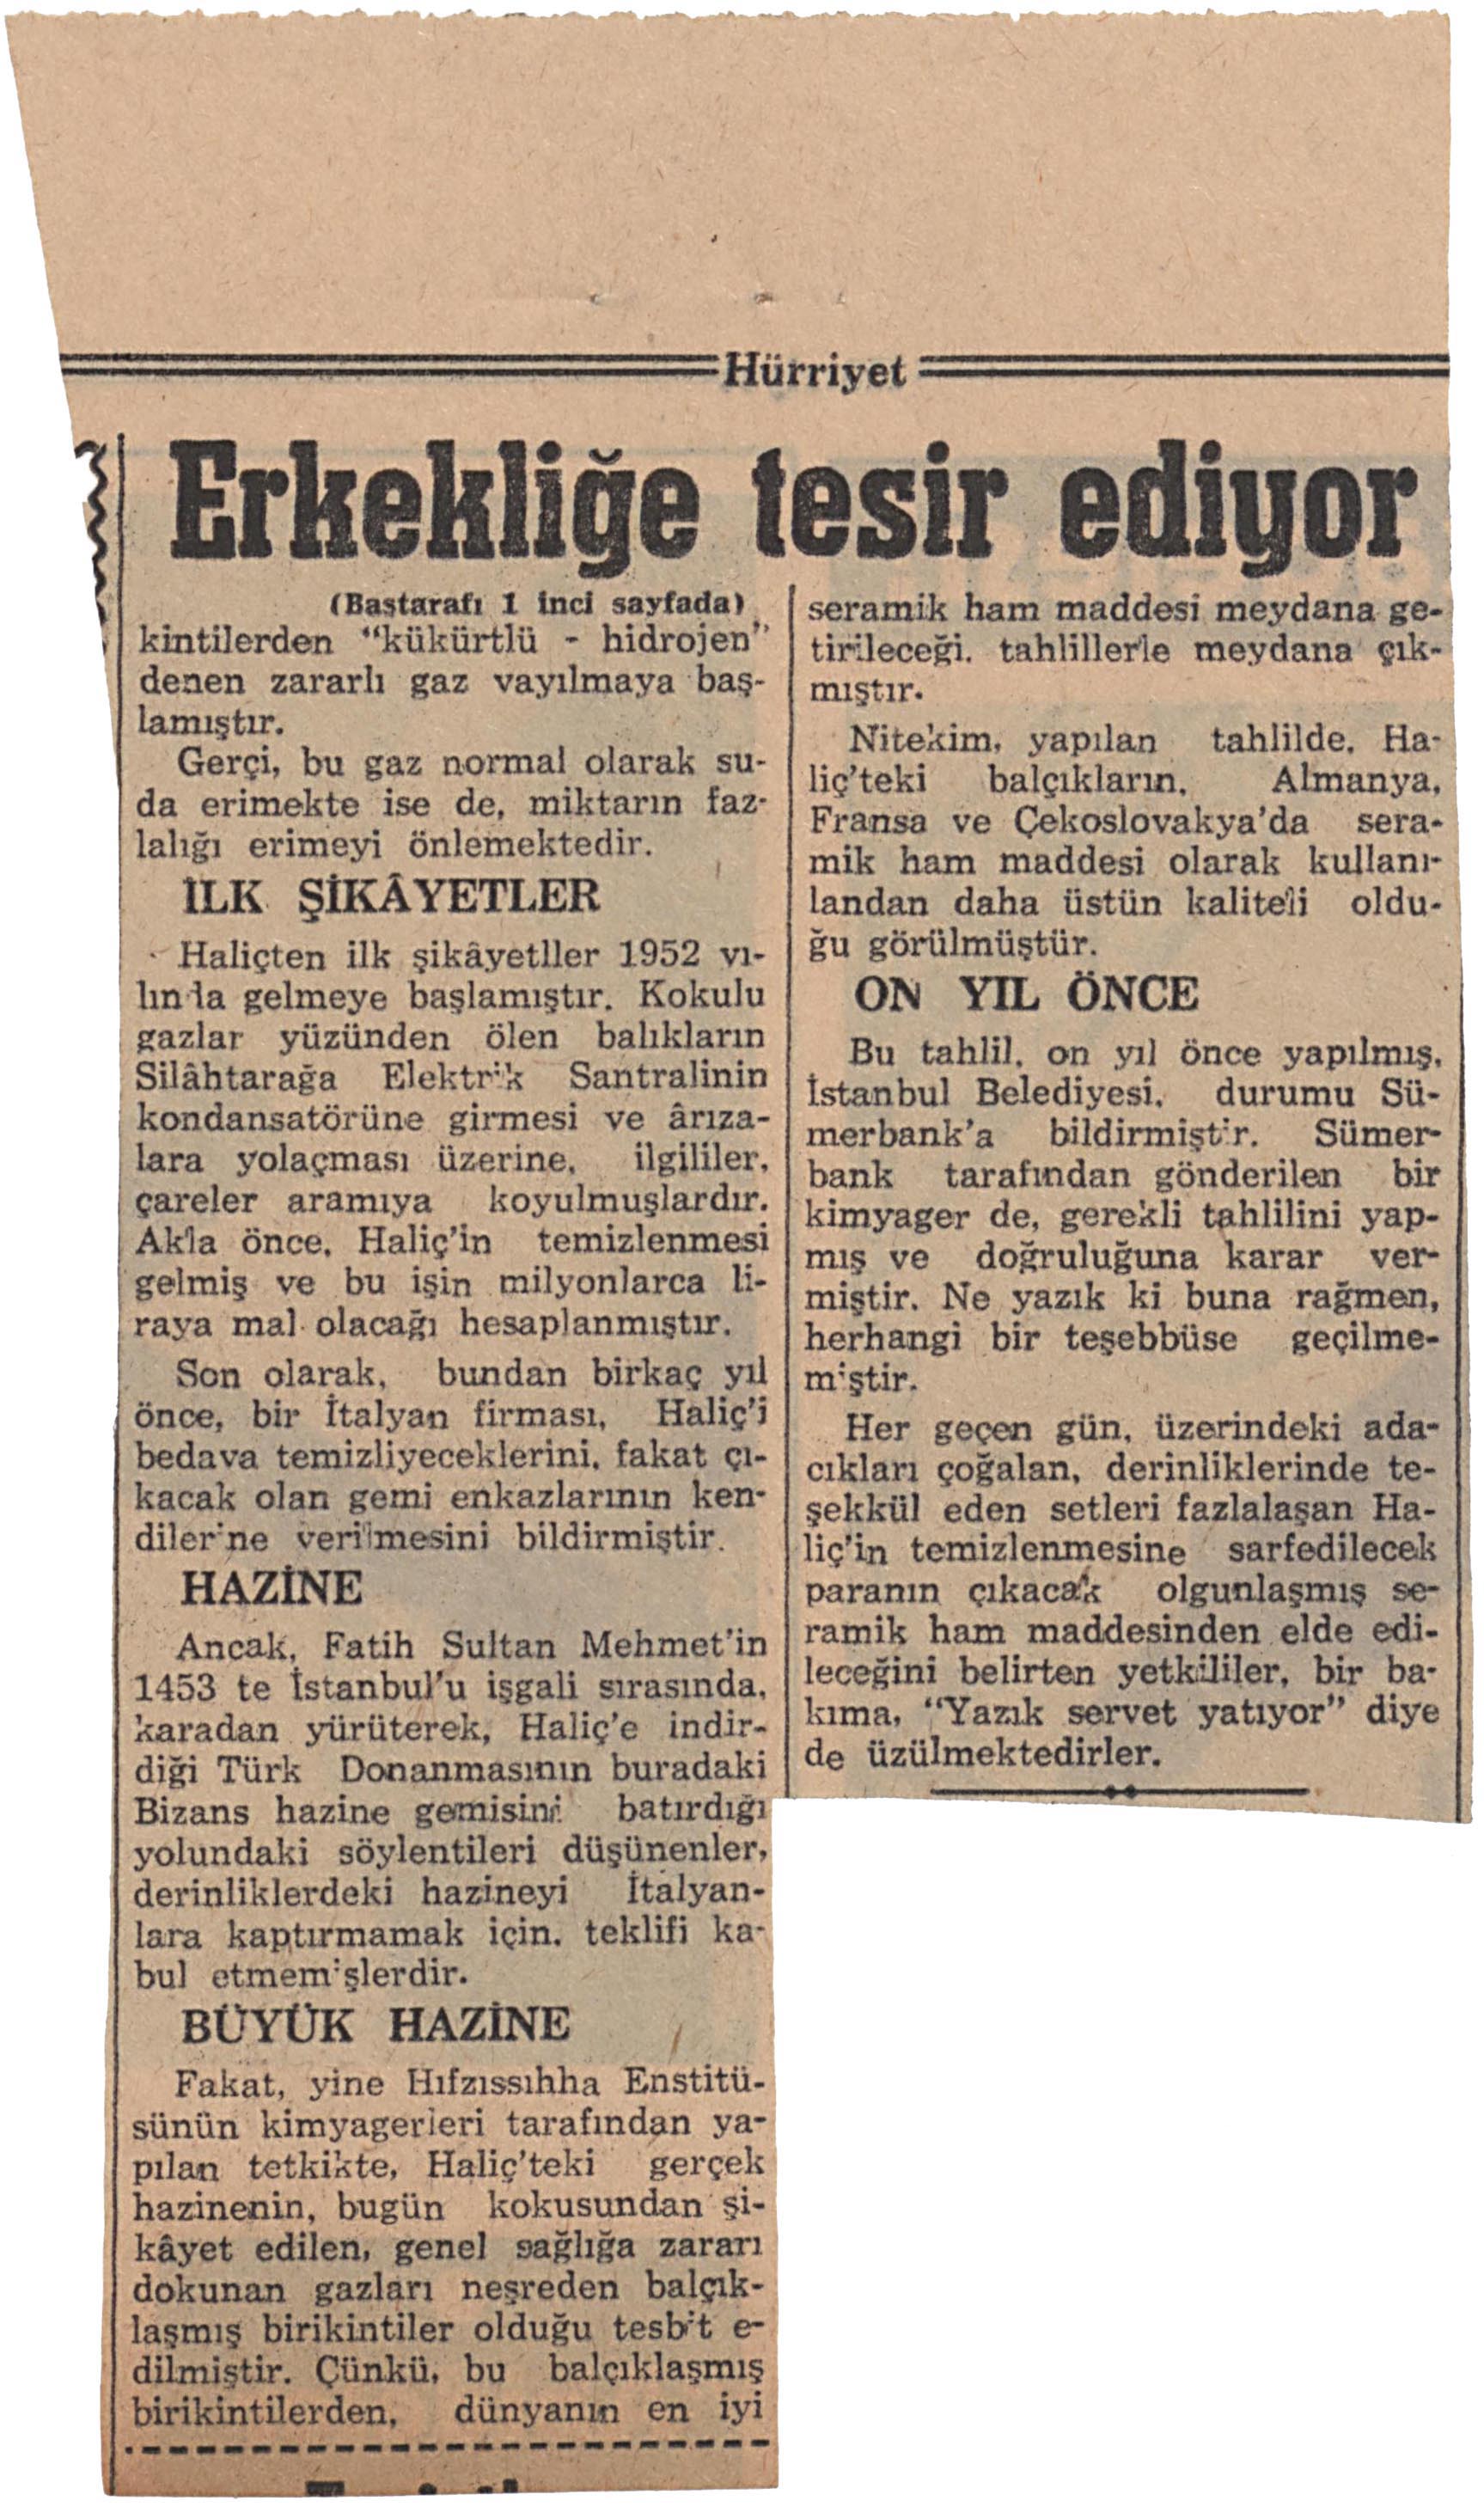 Hürriyet
Erkekliğe tesir ediyor
(Baştarafı 1 inci sayfada)
kintilerden “kükürtlü - hidrojen”
denen zararlı gaz vayılmaya baş-
lamıştır.
Gerçi, bu gaz normal olarak su-
da erimekte ise de, miktarın faz-
lalığı erimeyi önlemektedir.
İLK ŞİKÂYETLER
Haliçten ilk şikâyetller 1952 yı-
lında gelmeye başlamıştır. Kokulu
gazlar yüzünden ölen balıkların
Silâhtarağa Elektrik Santralinin
kondansatörüne girmesi ve ârıza-
lara yolaçması üzerine, ilgililer,
çareler aramıya koyulmuşlardır.
Akla önce, Haliç'in temizlenmesi
gelmiş ve bu işin milyonlarca li-
raya mal olacağı hesaplanmıştır.
Son olarak, bundan birkaç yıl
önce, bir İtalyan firması, Haliç'i
bedava temizliyeceklerini, fakat çı-
kacak olan gemi enkazlarının ken-
dilerine verilmesini bildirmiştir.
HAZİNE
Ancak, Fatih Sultan Mehmet'in
1453 te İstanbul'u işgali sırasında,
karadan yürüterek, Haliç'e indir-
diği Türk Donanmasının buradaki
Bizans hazine gemisini batırdığı
yolundaki söylentileri düşünenler,
derinliklerdeki hazineyi İtalyan-
lara kaptırmamak için, teklifi ka-
bul etmemişlerdir.
BÜYÜK HAZİNE
Fakat, yine Hıfzıssıhha Enstitü-
sünün kimyagerleri tarafından ya-
pılan tetkikte, Haliç'teki gerçek
hazinenin, bugün kokusundan şi-
kâyet edilen, genel sağlığa zararı
dokunan gazları neşreden balçık-
laşmış birikintiler olduğu tesbit e-
dilmiştir. Çünkü, bu balçıklaşmış
birikintilerden, dünyanın en iyi
seramik ham maddesi meydana ge-
tirileceği, tahlillerle meydana çık-
mıştır.
Nitekim, yapılan tahlilde, Ha-
liç'teki balçıkların, Almanya,
Fransa ve Çekoslovakya'da sera-
mik ham maddesi olarak kullanı-
landan daha üstün kaliteli oldu-
ğu görülmüştür.
ON YIL ÖNCE
Bu tahlil, on yıl önce yapılmış,
İstanbul Belediyesi, durumu Sü-
merbank'a bildirmiştir. Sümer-
bank tarafından gönderilen bir
kimyager de, gerekli tahlilini yap-
mış ve doğruluğuna karar ver-
miştir. Ne yazık ki buna rağmen,
herhangi bir teşebbüse geçilme-
miştir.
Her geçen gün, üzerindeki ada-
cıkları çoğalan, derinliklerinde te-
şekkül eden setleri fazlalaşan Ha-
liç'in temizlenmesine sarfedilecek
paranın çıkacak olgunlaşmış se-
ramik ham maddesinden elde edi-
leceğini belirten yetkililer, bir ba-
kıma, “Yazık servet yatıyor” diye
de üzülmektedirler.